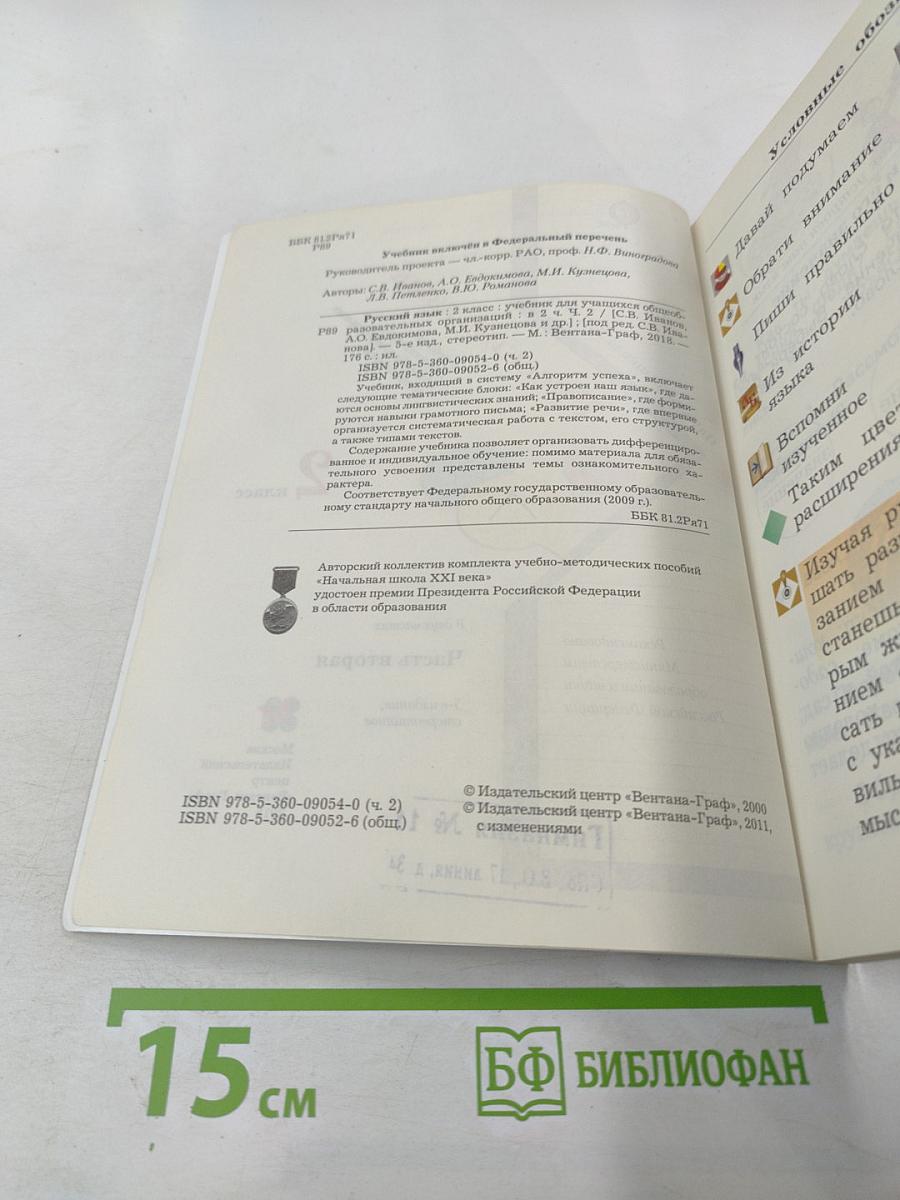 ББК 81.2Ря71
Р89
Учебник включён в Федеральный перечень
Руководитель проекта — чл.-корр. РАО, проф. Н.Ф. Виноградова
Авторы: С.В. Иванов, А.О. Евдокимова, М.И. Кузнецова,
Л.В. Петленко, В.Ю. Романова
Русский язык : 2 класс : учебник для учащихся общеоб-
Р89 разовательных организаций : в 2 ч. Ч. 2 / [С.В. Иванов,
А.О. Евдокимова, М.И. Кузнецова и др.] ; [под ред. С.В. Ива-
нова]. — 5-е изд., стереотип. — М. : Вентана-Граф, 2018. —
176 с. : ил.
ISBN 978-5-360-09054-0 (ч. 2)
ISBN 978-5-360-09052-6 (общ.)
Учебник, входящий в систему «Алгоритм успеха», включает
следующие тематические блоки: «Как устроен наш язык», где да-
ются основы лингвистических знаний; «Правописание», где форми-
руются навыки грамотного письма; «Развитие речи», где впервые
организуется систематическая работа с текстом, его структурой,
а также типами текстов.
Содержание учебника позволяет организовать дифференциро-
ванное и индивидуальное обучение: помимо материала для обяза-
тельного усвоения представлены темы ознакомительного ха-
рактера.
Соответствует Федеральному государственному образователь-
ному стандарту начального общего образования (2009 г.).
ББК 81.2Ря71
Авторский коллектив комплекта учебно-методических пособий
«Начальная школа XXI века»
удостоен премии Президента Российской Федерации
в области образования
ISBN 978-5-360-09054-0 (ч. 2)
ISBN 978-5-360-09052-6 (общ.)
© Издательский центр «Вентана-Граф», 2000
© Издательский центр «Вентана-Граф», 2011,
с изменениями
Условные обоз
Давай подумаем
Обрати внимание
Пиши правильно
Из истории
языка
Вспомни
изученное
Таким цвет
расширения
Изучая ру
шать раз
занием
станешь
рым ж
нием
сать
с ука
виль
мыс
15 см
БФ БИБЛИОФАН